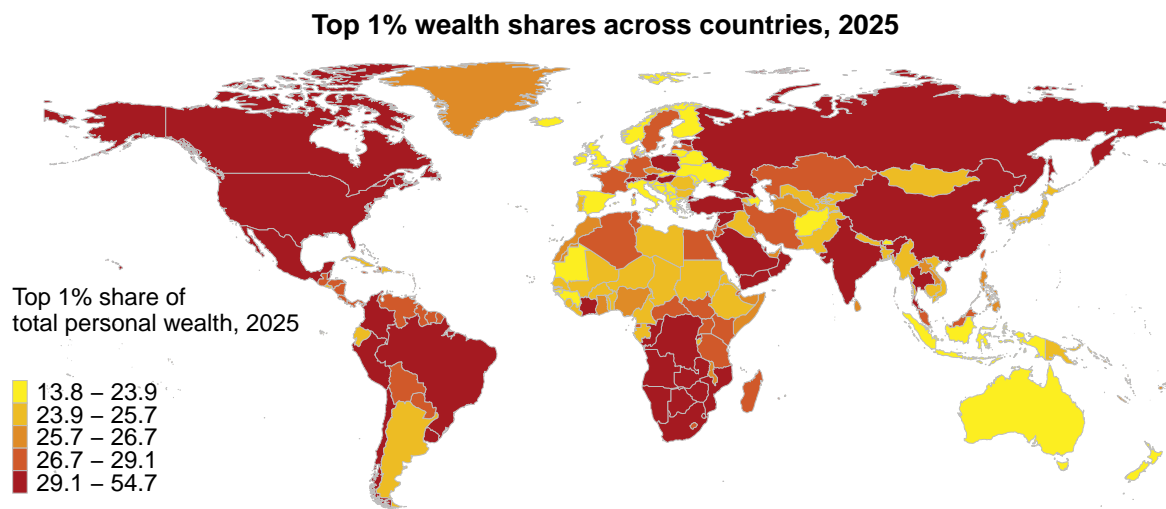 Top 1% wealth shares across countries, 2025
Top 1% share of
total personal wealth, 2025
13.8 – 23.9
23.9 – 25.7
25.7 – 26.7
26.7 – 29.1
29.1 – 54.7